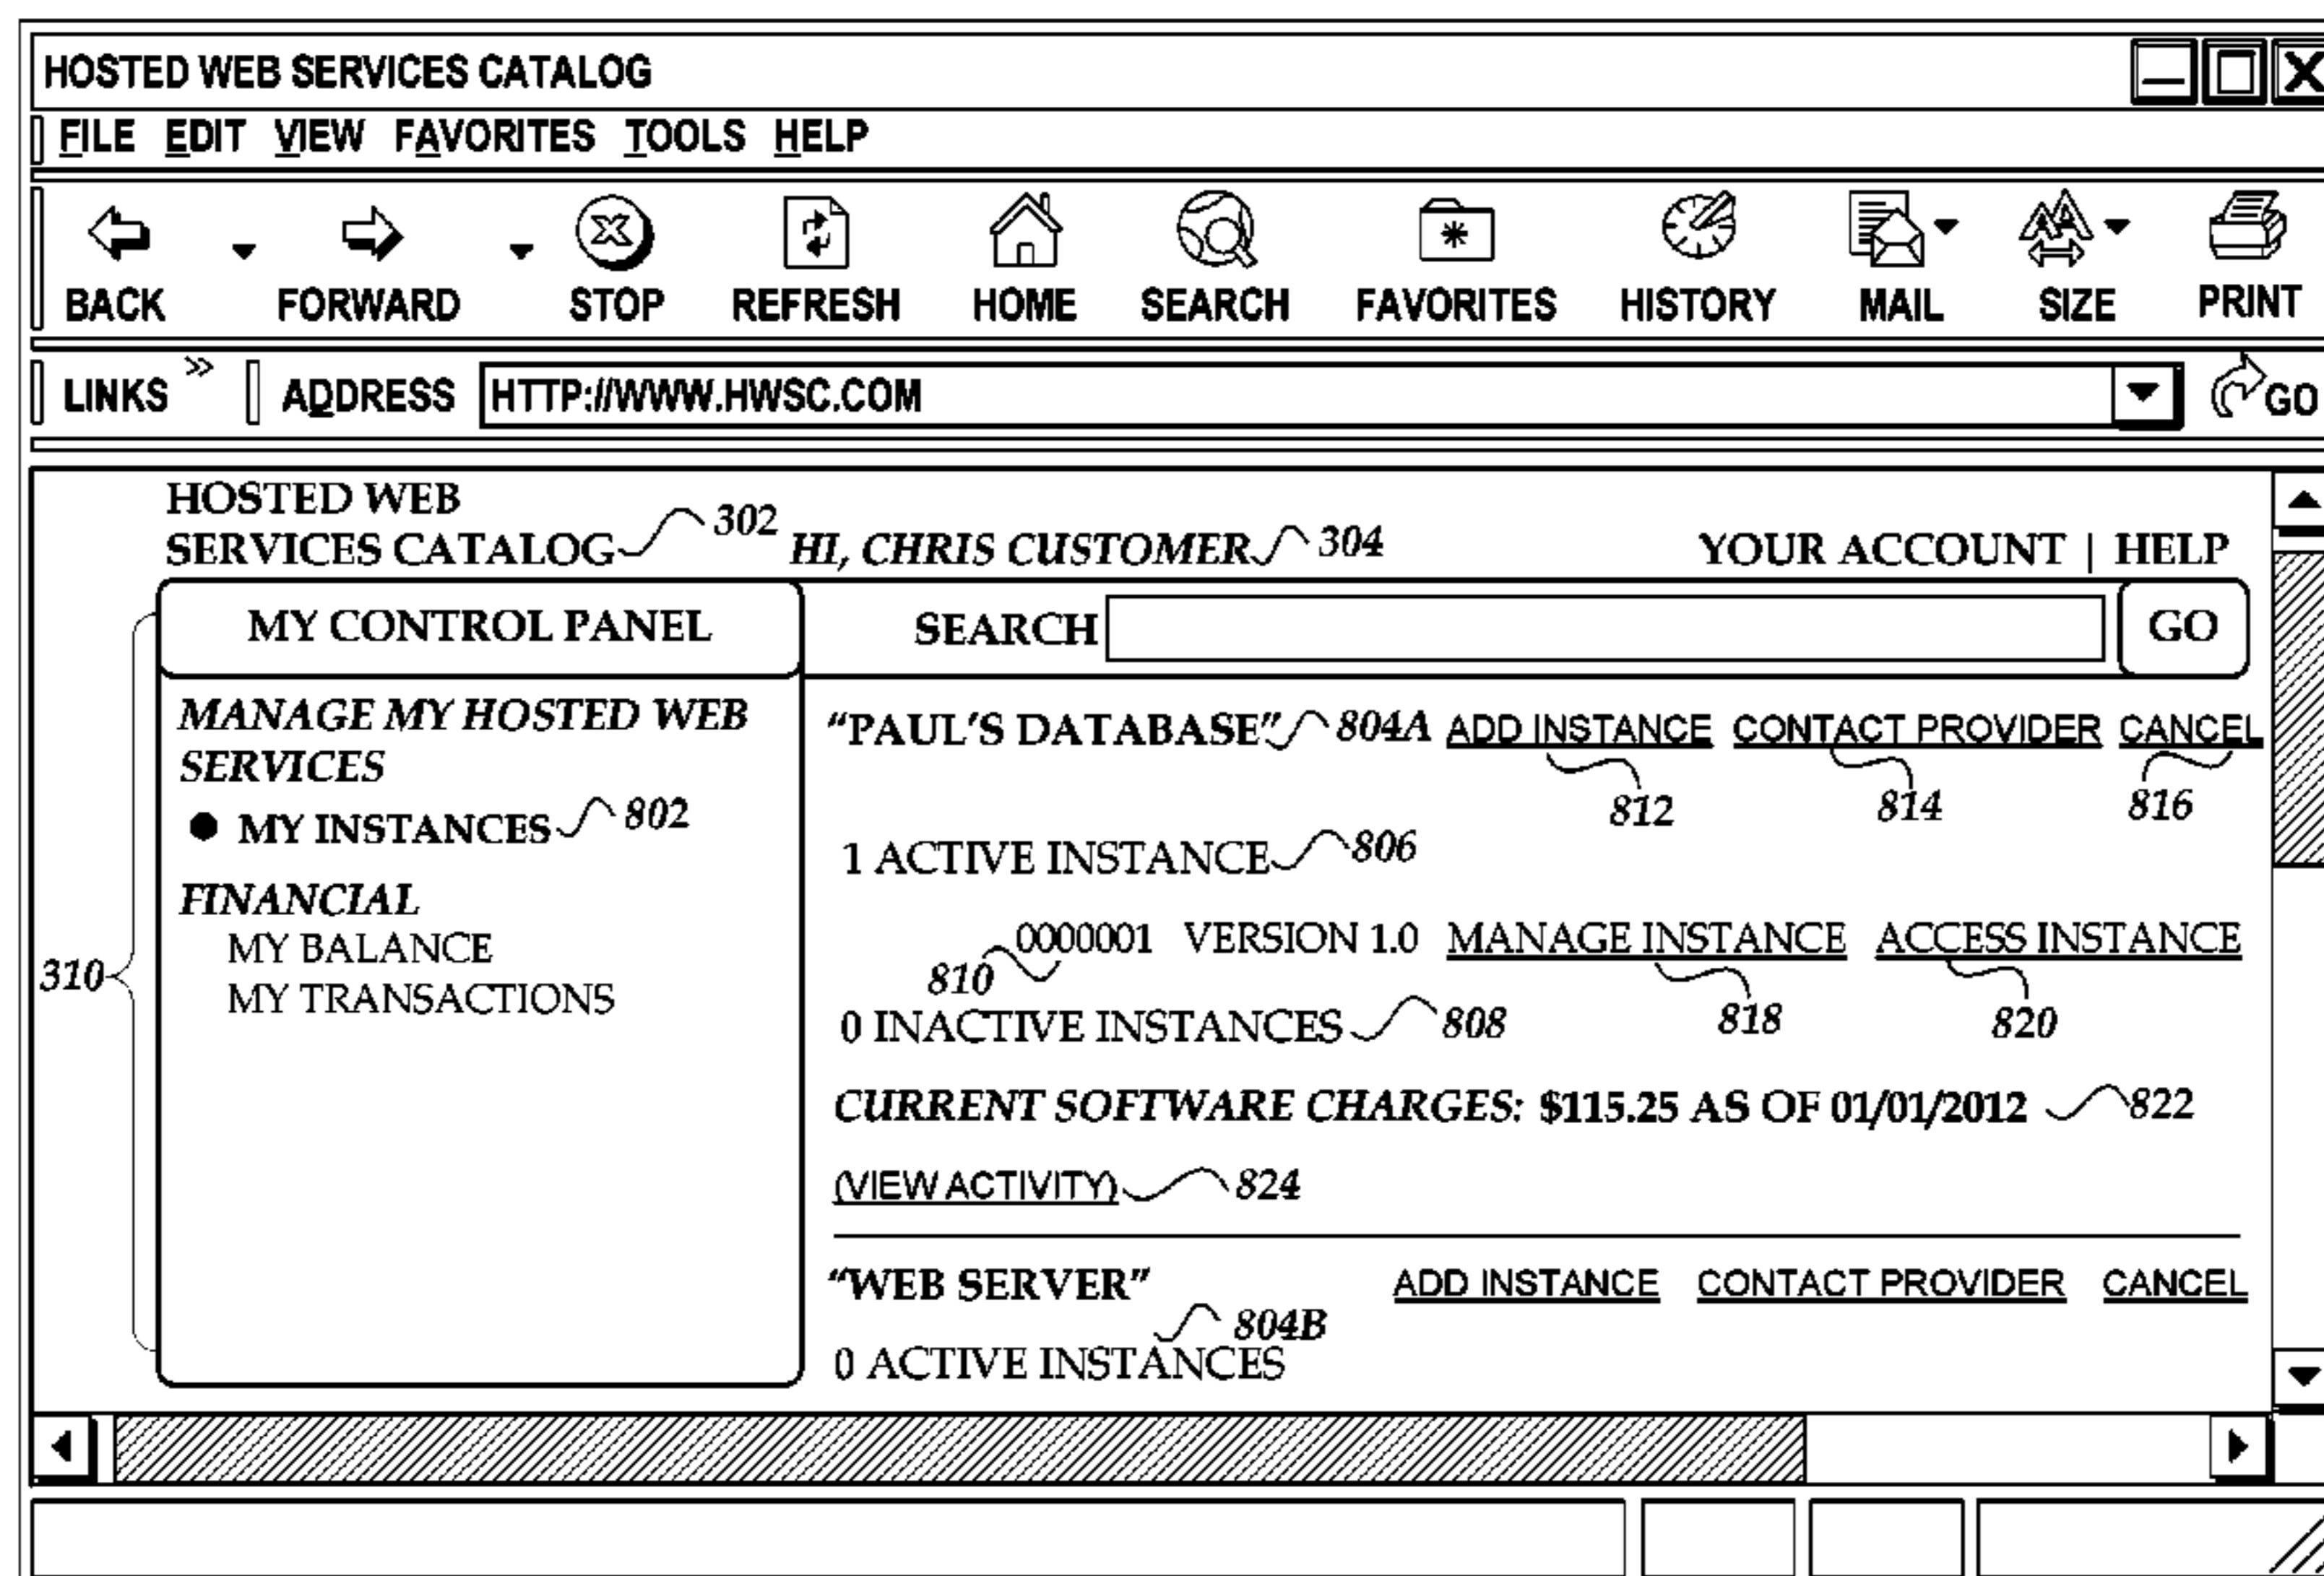 HOSTED WEB SERVICES CATALOG
FILE EDIT VIEW FAVORITES TOOLS HELP
BACK FORWARD STOP REFRESH HOME SEARCH FAVORITES HISTORY MAIL SIZE PRINT
LINKS » ADDRESS HTTP://WWW.HWSC.COM GO
HOSTED WEB
SERVICES CATALOG 302 HI, CHRIS CUSTOMER 304 YOUR ACCOUNT | HELP
MY CONTROL PANEL SEARCH GO
310
MANAGE MY HOSTED WEB
SERVICES
● MY INSTANCES 802
FINANCIAL
MY BALANCE
MY TRANSACTIONS
“PAUL’S DATABASE” 804A ADD INSTANCE CONTACT PROVIDER CANCEL
812 814 816
1 ACTIVE INSTANCE 806
0000001 VERSION 1.0 MANAGE INSTANCE ACCESS INSTANCE
810 818 820
0 INACTIVE INSTANCES 808
CURRENT SOFTWARE CHARGES: $115.25 AS OF 01/01/2012 822
(VIEW ACTIVITY) 824
“WEB SERVER” ADD INSTANCE CONTACT PROVIDER CANCEL
804B
0 ACTIVE INSTANCES